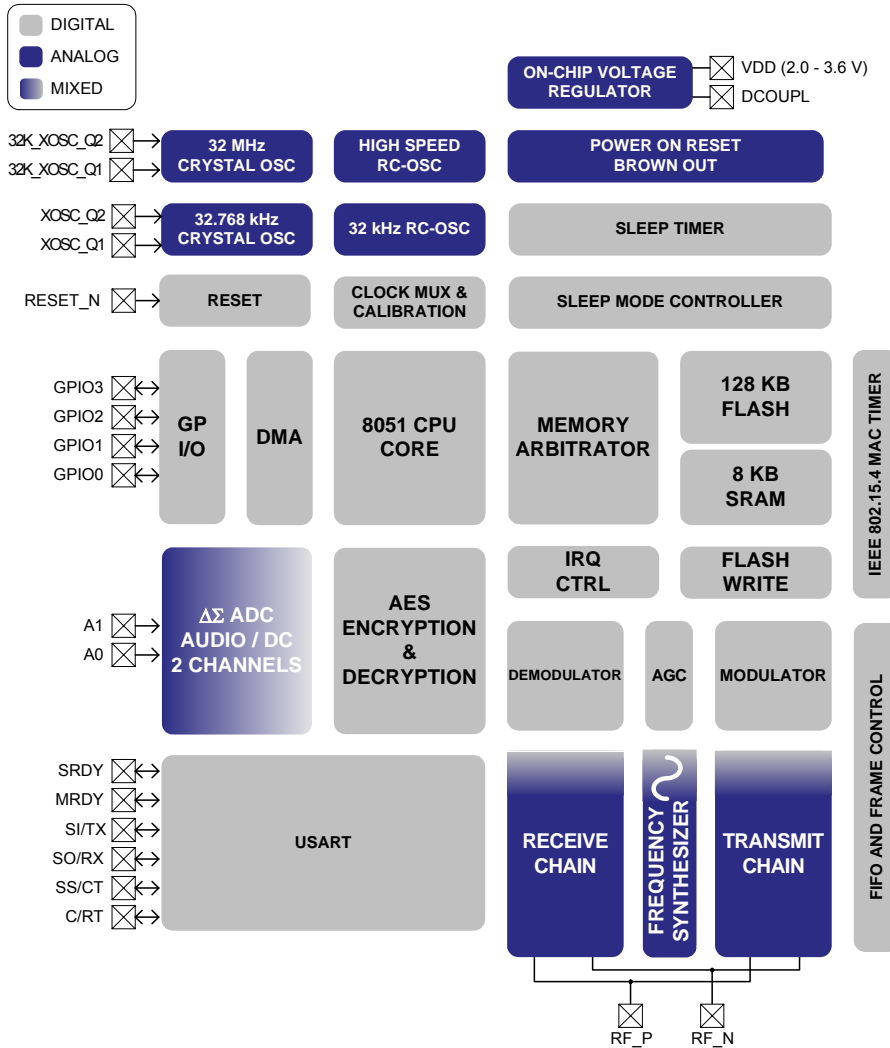 DIGITAL
ANALOG
MIXED
ON-CHIP VOLTAGE
REGULATOR
VDD (2.0 - 3.6 V)
DCOUPL
32K_XOSC_Q2
32K_XOSC_Q1
32 MHz
CRYSTAL OSC
HIGH SPEED
RC-OSC
POWER ON RESET
BROWN OUT
XOSC_Q2
XOSC_Q1
32.768 kHz
CRYSTAL OSC
32 kHz RC-OSC
SLEEP TIMER
RESET_N
RESET
CLOCK MUX &
CALIBRATION
SLEEP MODE CONTROLLER
GPIO3
GPIO2
GPIO1
GPIO0
GP
I/O
DMA
8051 CPU
CORE
MEMORY
ARBITRATOR
128 KB
FLASH
8 KB
SRAM
IEEE 802.15.4 MAC TIMER
IRQ
CTRL
FLASH
WRITE
A1
A0
ΔΣ ADC
AUDIO / DC
2 CHANNELS
AES
ENCRYPTION
&
DECRYPTION
DEMODULATOR
AGC
MODULATOR
FIFO AND FRAME CONTROL
SRDY
MRDY
SI/TX
SO/RX
SS/CT
C/RT
USART
RECEIVE
CHAIN
FREQUENCY
SYNTHESIZER
TRANSMIT
CHAIN
RF_P
RF_N